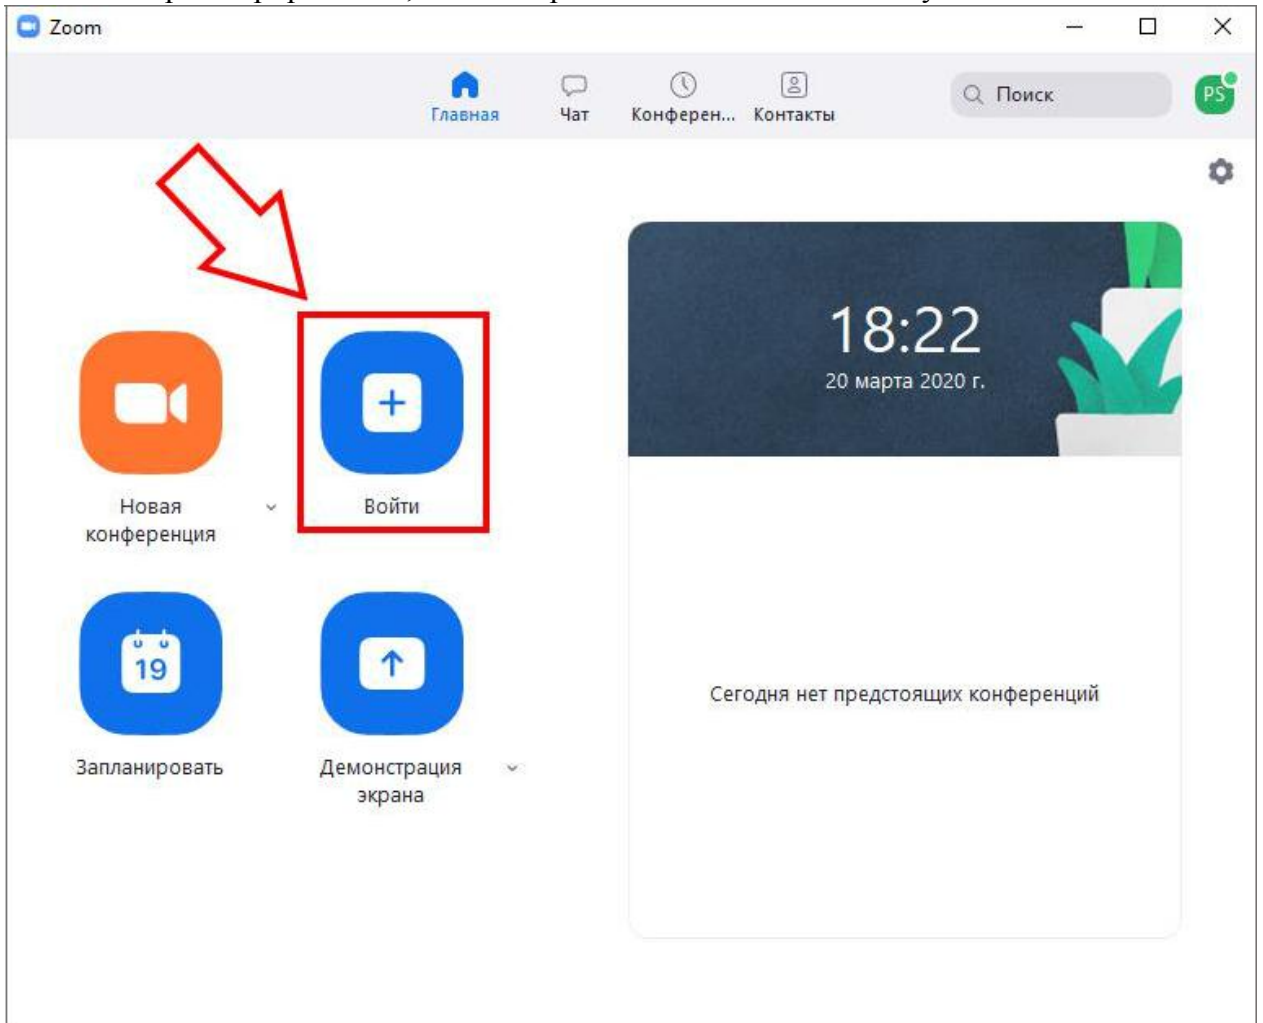 Zoom
Главная
Чат
Конферен...
Контакты
Поиск
PS
18:22
20 марта 2020 г.
Новая
конференция
Войти
19
Запланировать
Демонстрация
экрана
Сегодня нет предстоящих конференций